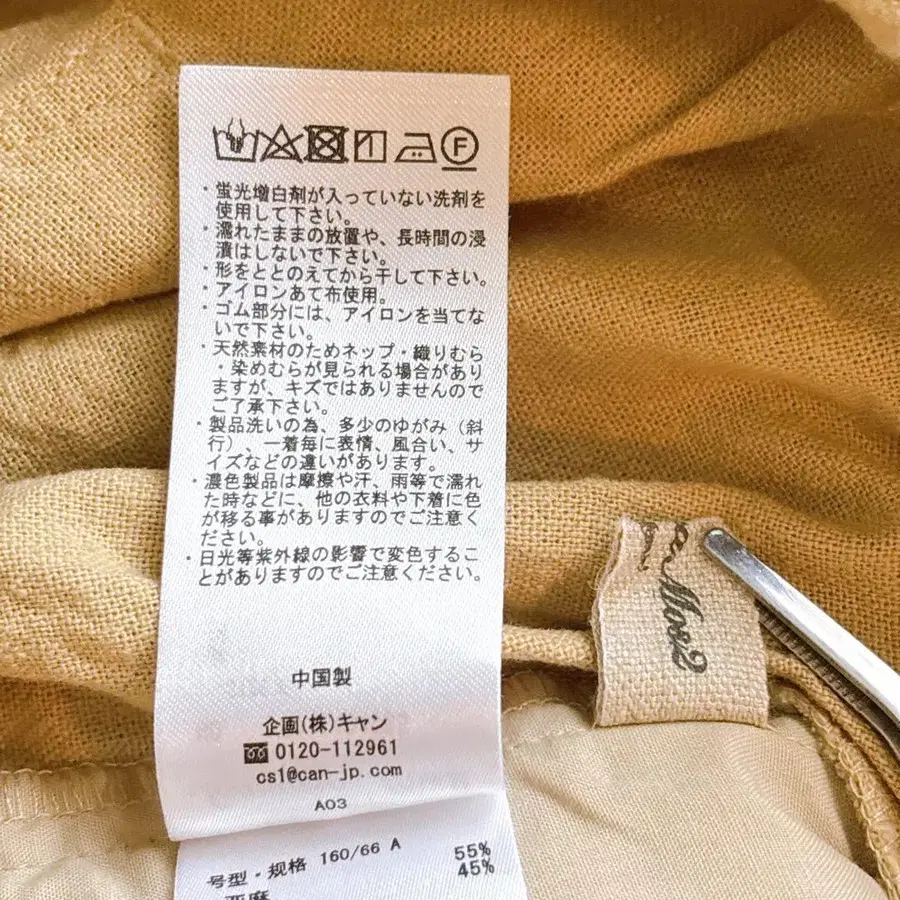 F
・蛍光増白剤が入っていない洗剤を
使用して下さい。
・濡れたままの放置や、長時間の浸
漬はしないで下さい。
・形をととのえてから干して下さい。
・アイロンあて布使用。
・ゴム部分には、アイロンを当てな
いで下さい。
・天然素材のためネップ・織りむら
・染めむらが見られる場合があり
ますが、キズではありませんので
ご了承下さい。
・製品洗いの為、多少のゆがみ（斜
行）、一着毎に表情、風合い、サ
イズなどの違いがあります。
・濃色製品は摩擦や汗、雨等で濡れ
た時などに、他の衣料や下着に色
が移る事がありますのでご注意く
ださい。
・日光等紫外線の影響で変色するこ
とがありますのでご注意ください。
中国製
企画(株)キャン
0120-112961
cs1@can-jp.com
A03
号型・规格 160/66 A
55%
45%
亚麻
Mos2